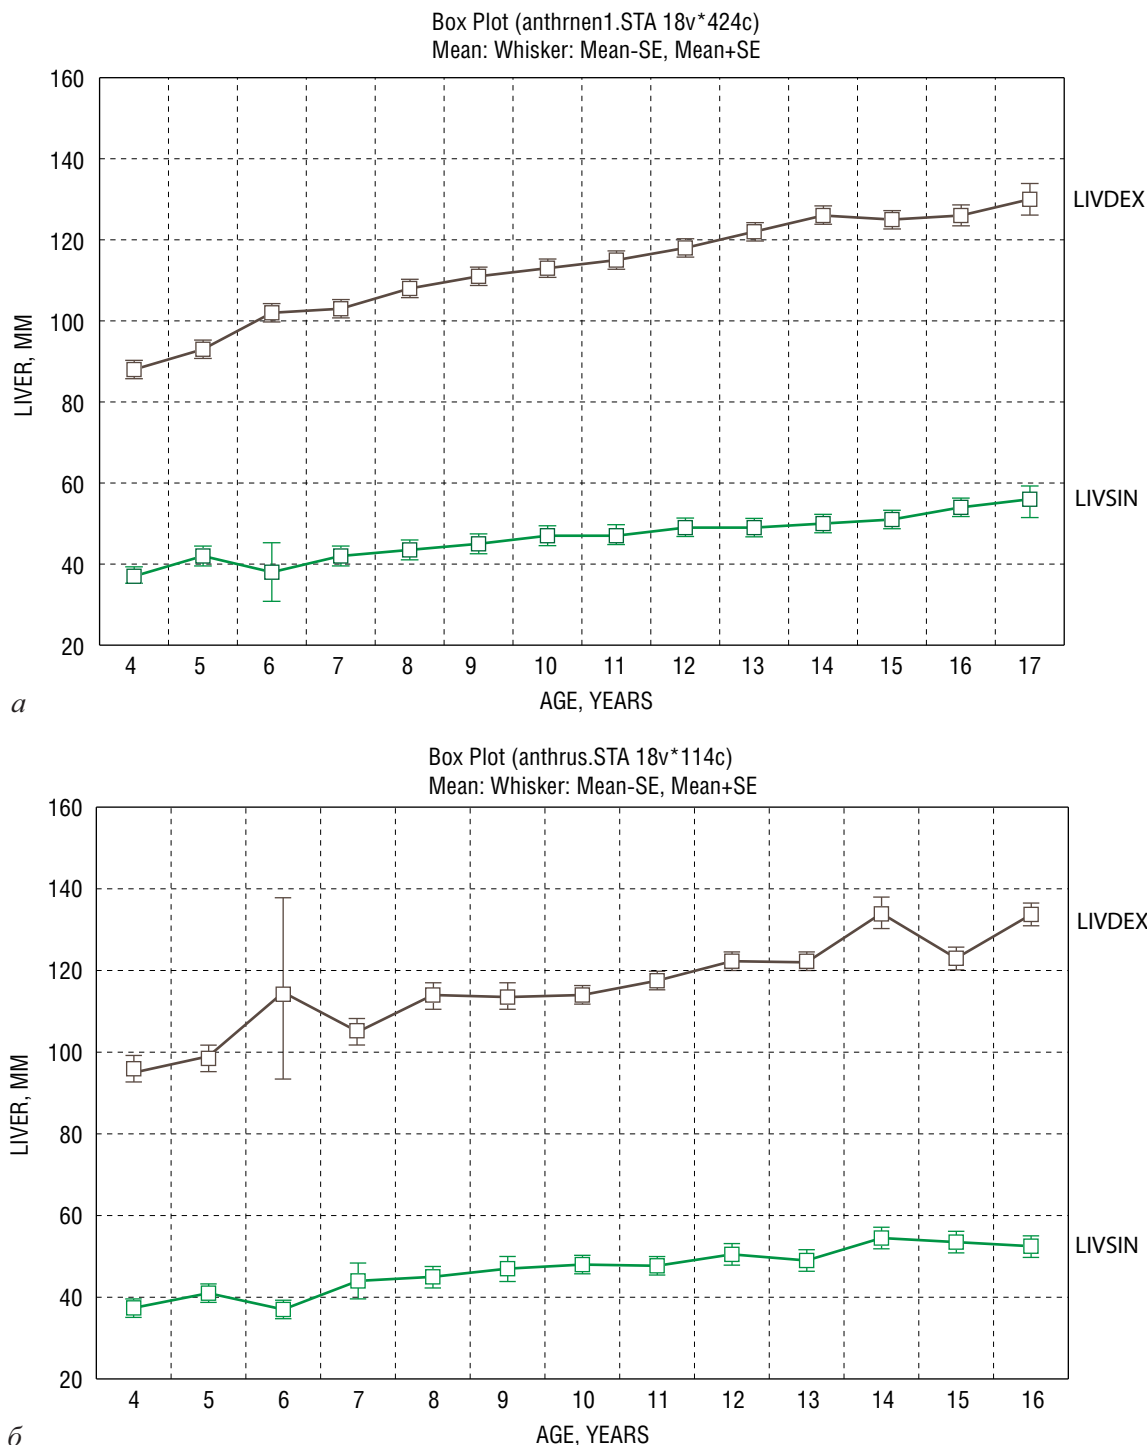 Box Plot (anthrnen1.STA 18v*424c)
Mean: Whisker: Mean-SE, Mean+SE
160
140
120
100
80
60
40
20
LIVER, MM
LIVDEX
LIVSIN
4 5 6 7 8 9 10 11 12 13 14 15 16 17
AGE, YEARS
а
Box Plot (anthrus.STA 18v*114c)
Mean: Whisker: Mean-SE, Mean+SE
160
140
120
100
80
60
40
20
LIVER, MM
LIVDEX
LIVSIN
4 5 6 7 8 9 10 11 12 13 14 15 16
AGE, YEARS
б